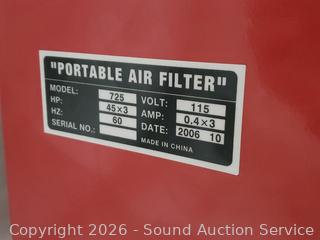 "PORTABLE AIR FILTER"
MODEL: 725 VOLT: 115
HP: 45×3 AMP: 0.4×3
HZ: 60 DATE: 2006 10
SERIAL NO.: MADE IN CHINA
Copyright 2026 - Sound Auction Service